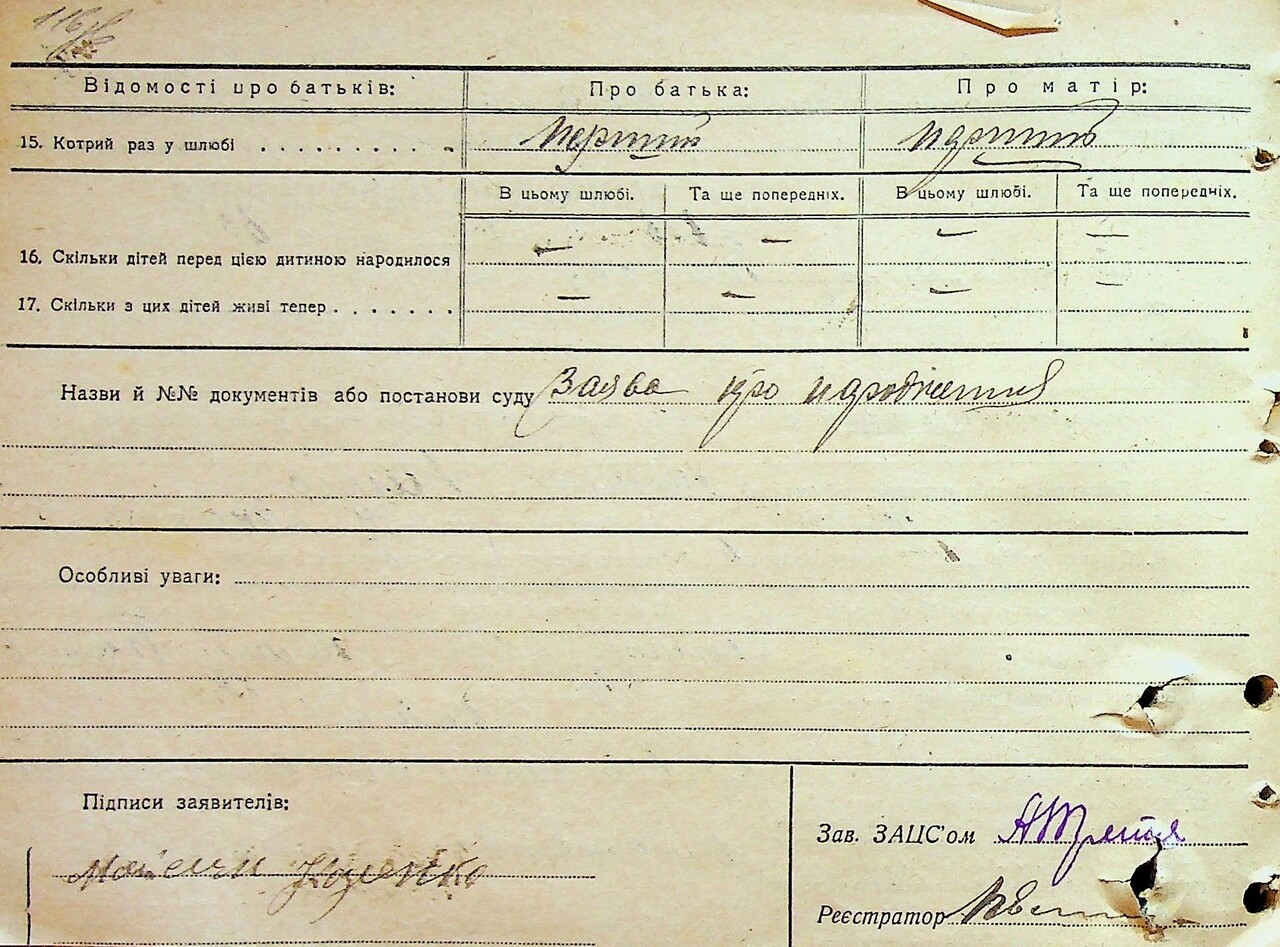 116
Відомості про батьків: Про батька: Про матір:
15. Котрий раз у шлюбі . . . . . . . . . . перший перший
В цьому шлюбі. Та ще попередніх. В цьому шлюбі. Та ще попередніх.
16. Скільки дітей перед цією дитиною народилося — — — —
17. Скільки з цих дітей живі тепер . . . . . . . — — — —
Назви й №№ документів або постанови суду Заява про народження
Особливі уваги:
Підписи заявителів:
Зав. ЗАЦС'ом
Реєстратор